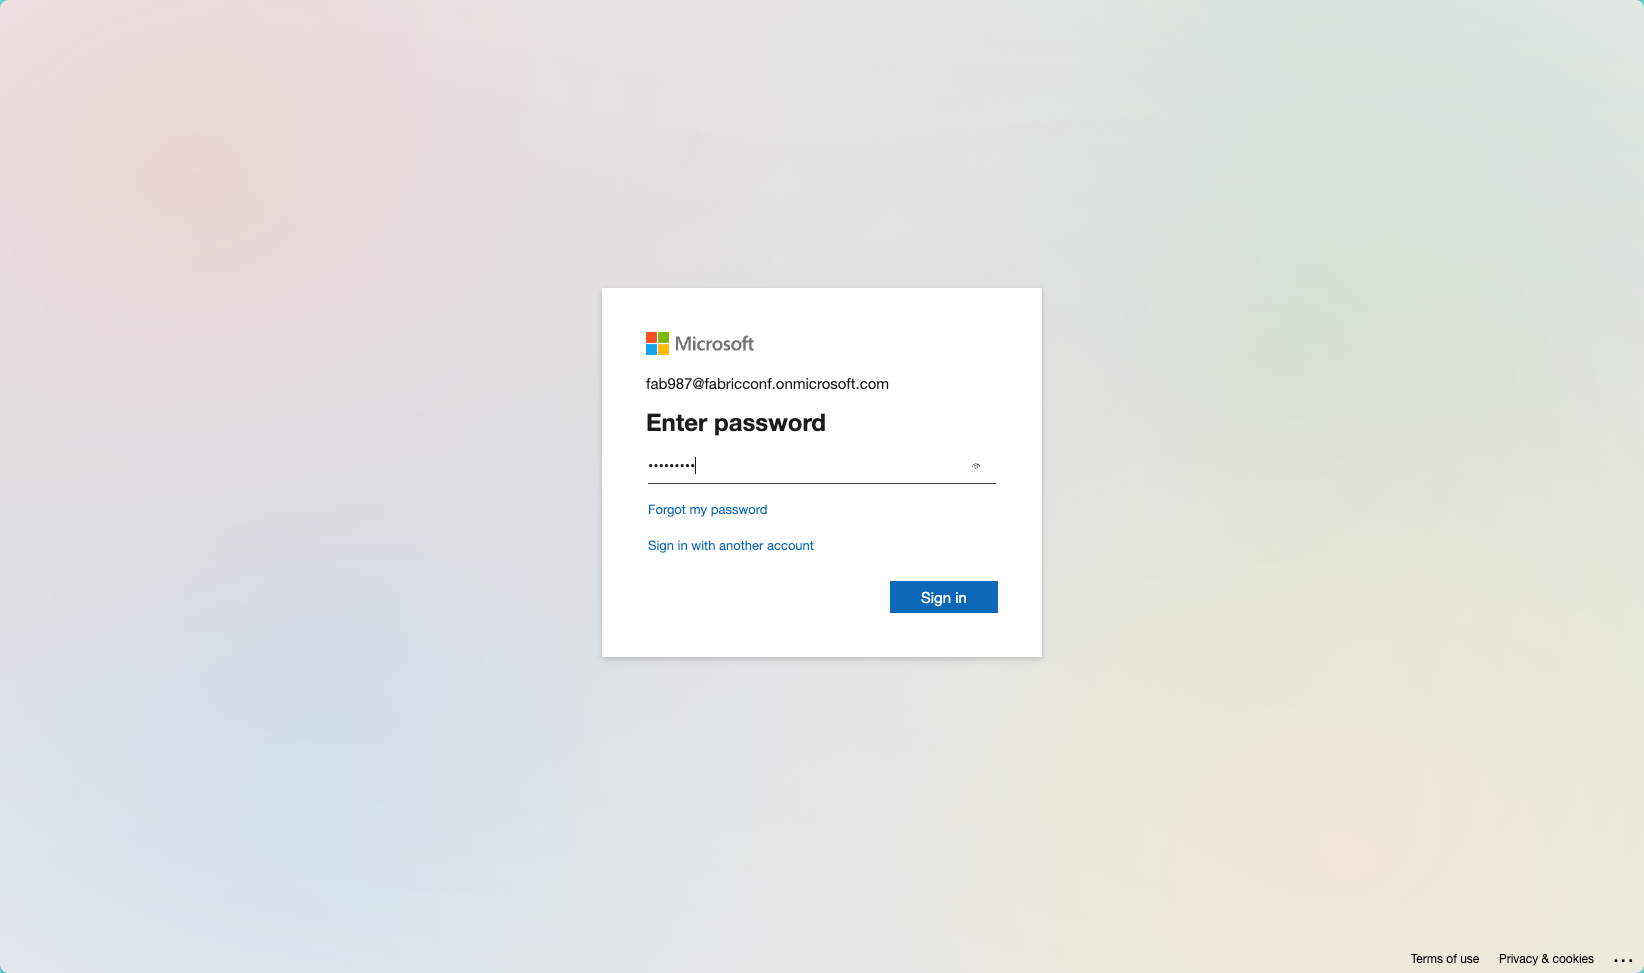 Microsoft
fab987@fabricconf.onmicrosoft.com
Enter password
•••••••••
Forgot my password
Sign in with another account
Sign in
Terms of use
Privacy & cookies
...